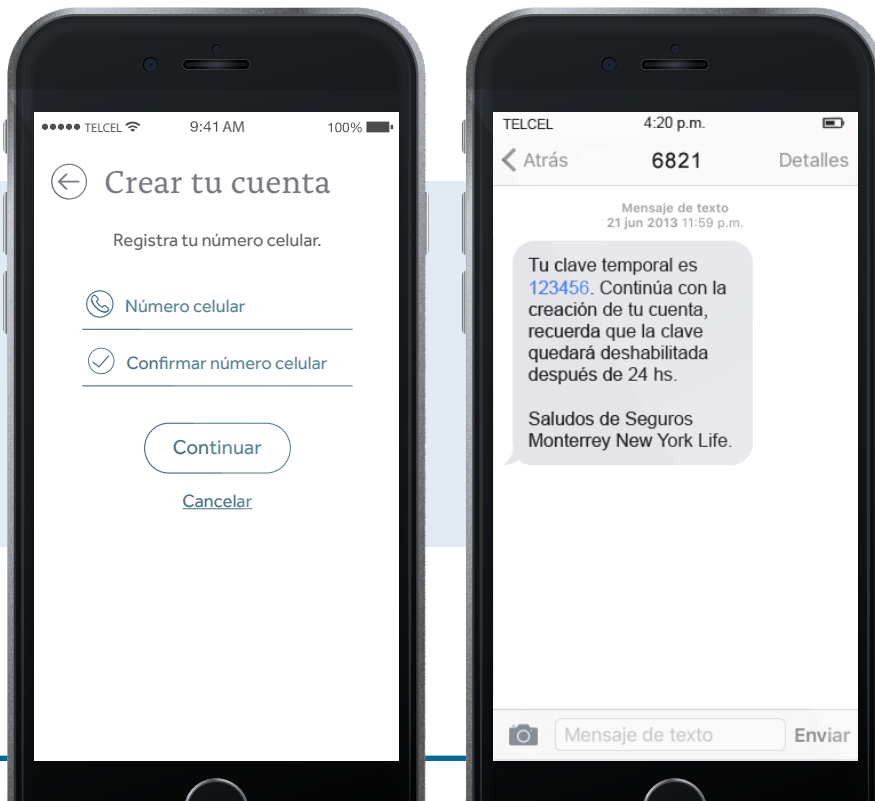 TELCEL 9:41 AM 100%
Crear tu cuenta
Registra tu número celular.
Número celular
Confirmar número celular
Continuar
Cancelar
TELCEL 4:20 p.m.
Atrás 6821 Detalles
Mensaje de texto
21 jun 2013 11:59 p.m.
Tu clave temporal es
123456. Continúa con la
creación de tu cuenta,
recuerda que la clave
quedará deshabilitada
después de 24 hs.
Saludos de Seguros
Monterrey New York Life.
Mensaje de texto Enviar